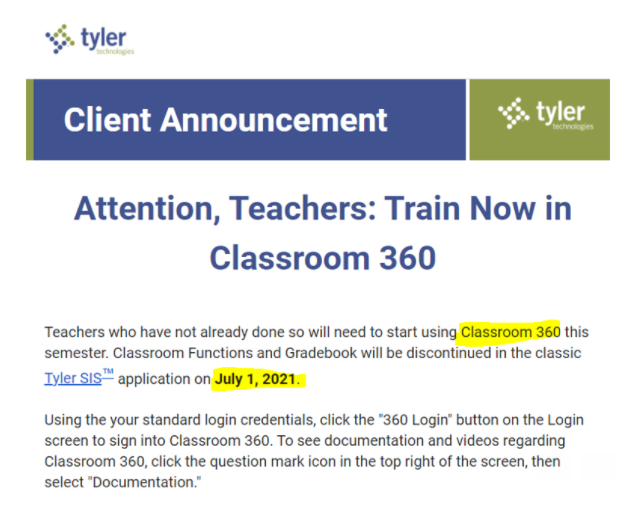 tyler
technologies
Client Announcement
tyler
technologies
Attention, Teachers: Train Now in
Classroom 360
Teachers who have not already done so will need to start using Classroom 360 this
semester. Classroom Functions and Gradebook will be discontinued in the classic
Tyler SIS™ application on July 1, 2021.
Using the your standard login credentials, click the "360 Login" button on the Login
screen to sign into Classroom 360. To see documentation and videos regarding
Classroom 360, click the question mark icon in the top right of the screen, then
select "Documentation."